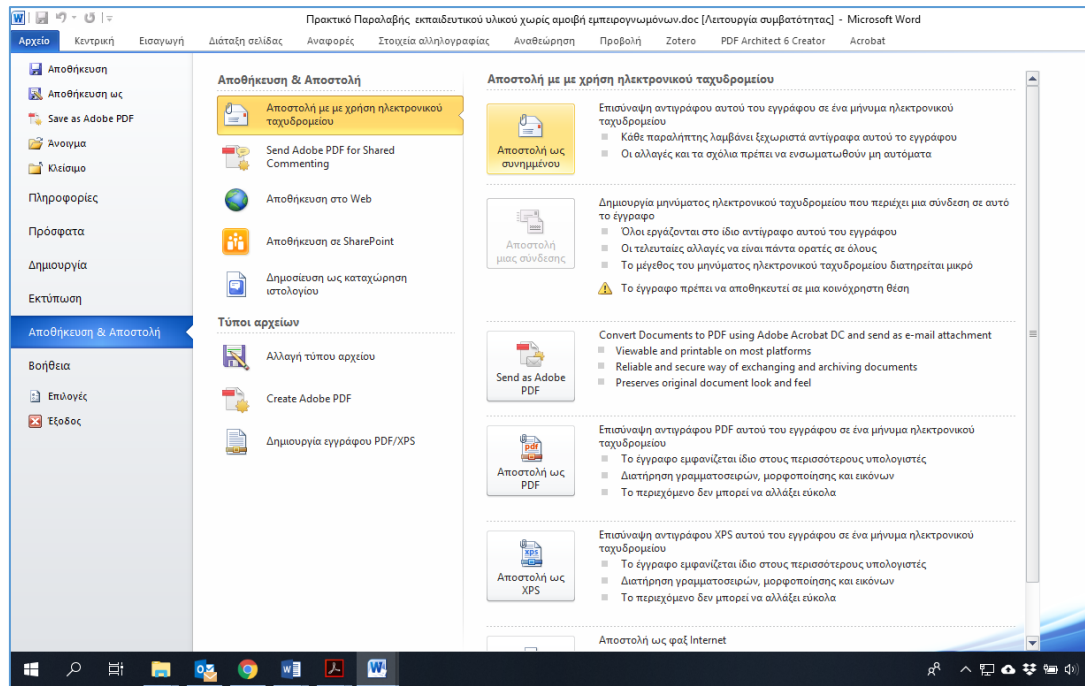 Πρακτικό Παραλαβής εκπαιδευτικού υλικού χωρίς αμοιβή εμπειρογνωμόνων.doc [Λειτουργία συμβατότητας] - Microsoft Word
Αρχείο Κεντρική Εισαγωγή Διάταξη σελίδας Αναφορές Στοιχεία αλληλογραφίας Αναθεώρηση Προβολή Zotero PDF Architect 6 Creator Acrobat
Αποθήκευση
Αποθήκευση ως
Save as Adobe PDF
Άνοιγμα
Κλείσιμο
Πληροφορίες
Πρόσφατα
Δημιουργία
Εκτύπωση
Αποθήκευση & Αποστολή
Βοήθεια
Επιλογές
Έξοδος
Αποθήκευση & Αποστολή
Αποστολή με με χρήση ηλεκτρονικού
ταχυδρομείου
Send Adobe PDF for Shared
Commenting
Αποθήκευση στο Web
Αποθήκευση σε SharePoint
Δημοσίευση ως καταχώρηση
ιστολογίου
Τύποι αρχείων
Αλλαγή τύπου αρχείου
Create Adobe PDF
Δημιουργία εγγράφου PDF/XPS
Αποστολή με με χρήση ηλεκτρονικού ταχυδρομείου
Αποστολή ως
συνημμένου
Επισύναψη αντιγράφου αυτού του εγγράφου σε ένα μήνυμα ηλεκτρονικού
ταχυδρομείου
Κάθε παραλήπτης λαμβάνει ξεχωριστά αντίγραφα αυτού το εγγράφου
Οι αλλαγές και τα σχόλια πρέπει να ενσωματωθούν μη αυτόματα
Αποστολή
μιας σύνδεσης
Δημιουργία μηνύματος ηλεκτρονικού ταχυδρομείου που περιέχει μια σύνδεση σε αυτό
το έγγραφο
Όλοι εργάζονται στο ίδιο αντίγραφο αυτού του εγγράφου
Οι τελευταίες αλλαγές να είναι πάντα ορατές σε όλους
Το μέγεθος του μηνύματος ηλεκτρονικού ταχυδρομείου διατηρείται μικρό
Το έγγραφο πρέπει να αποθηκευτεί σε μια κοινόχρηστη θέση
Send as Adobe
PDF
Convert Documents to PDF using Adobe Acrobat DC and send as e-mail attachment
Viewable and printable on most platforms
Reliable and secure way of exchanging and archiving documents
Preserves original document look and feel
Αποστολή ως
PDF
Επισύναψη αντιγράφου PDF αυτού του εγγράφου σε ένα μήνυμα ηλεκτρονικού
ταχυδρομείου
Το έγγραφο εμφανίζεται ίδιο στους περισσότερους υπολογιστές
Διατήρηση γραμματοσειρών, μορφοποίησης και εικόνων
Το περιεχόμενο δεν μπορεί να αλλάξει εύκολα
Αποστολή ως
XPS
Επισύναψη αντιγράφου XPS αυτού του εγγράφου σε ένα μήνυμα ηλεκτρονικού
ταχυδρομείου
Το έγγραφο εμφανίζεται ίδιο στους περισσότερους υπολογιστές
Διατήρηση γραμματοσειρών, μορφοποίησης και εικόνων
Το περιεχόμενο δεν μπορεί να αλλάξει εύκολα
Αποστολή ως φαξ Internet